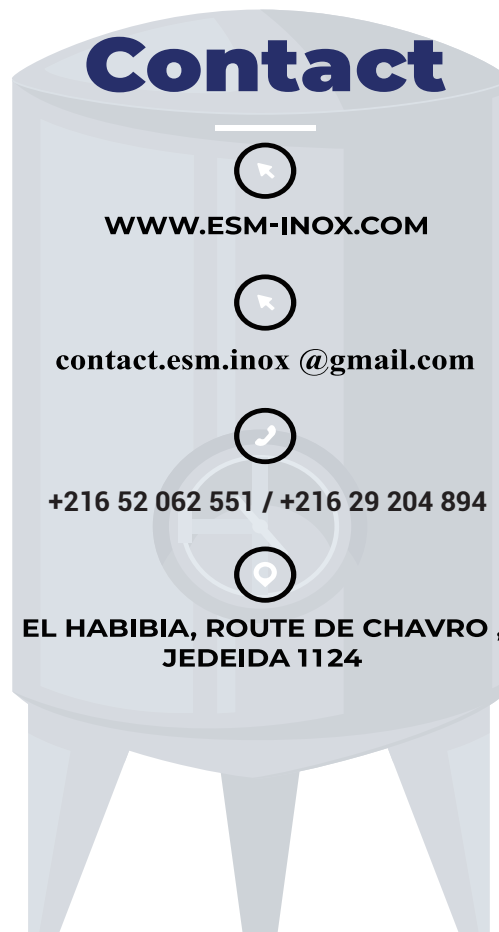 Contact
WWW.ESM-INOX.COM
contact.esm.inox @gmail.com
+216 52 062 551 / +216 29 204 894
EL HABIBIA, ROUTE DE CHAVRO ,
JEDEIDA 1124